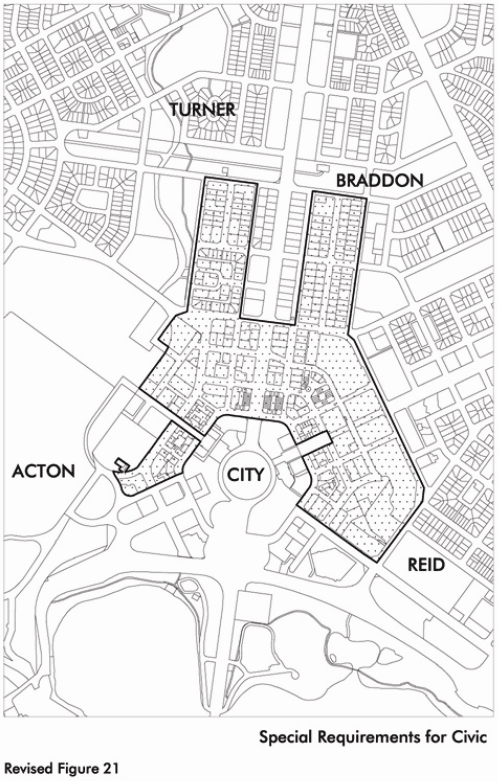 TURNER
BRADDON
ACTON
CITY
REID
Special Requirements for Civic
Revised Figure 21